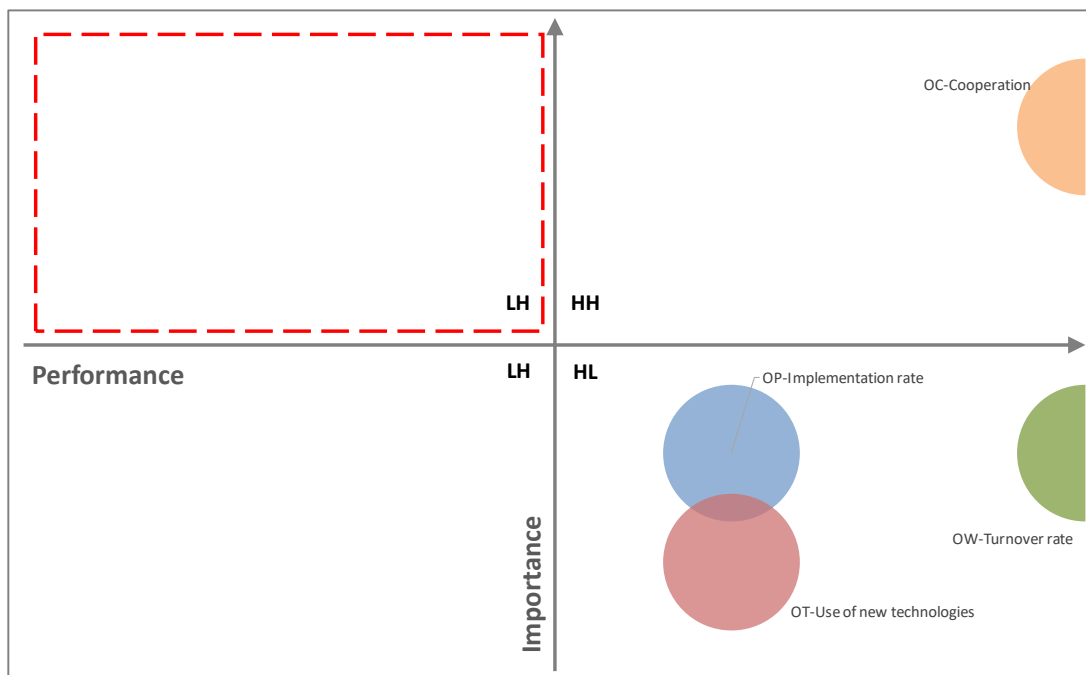 OC-Cooperation
LH
HH
Performance
LH
HL
OP-Implementation rate
Importance
OW-Turnover rate
OT-Use of new technologies